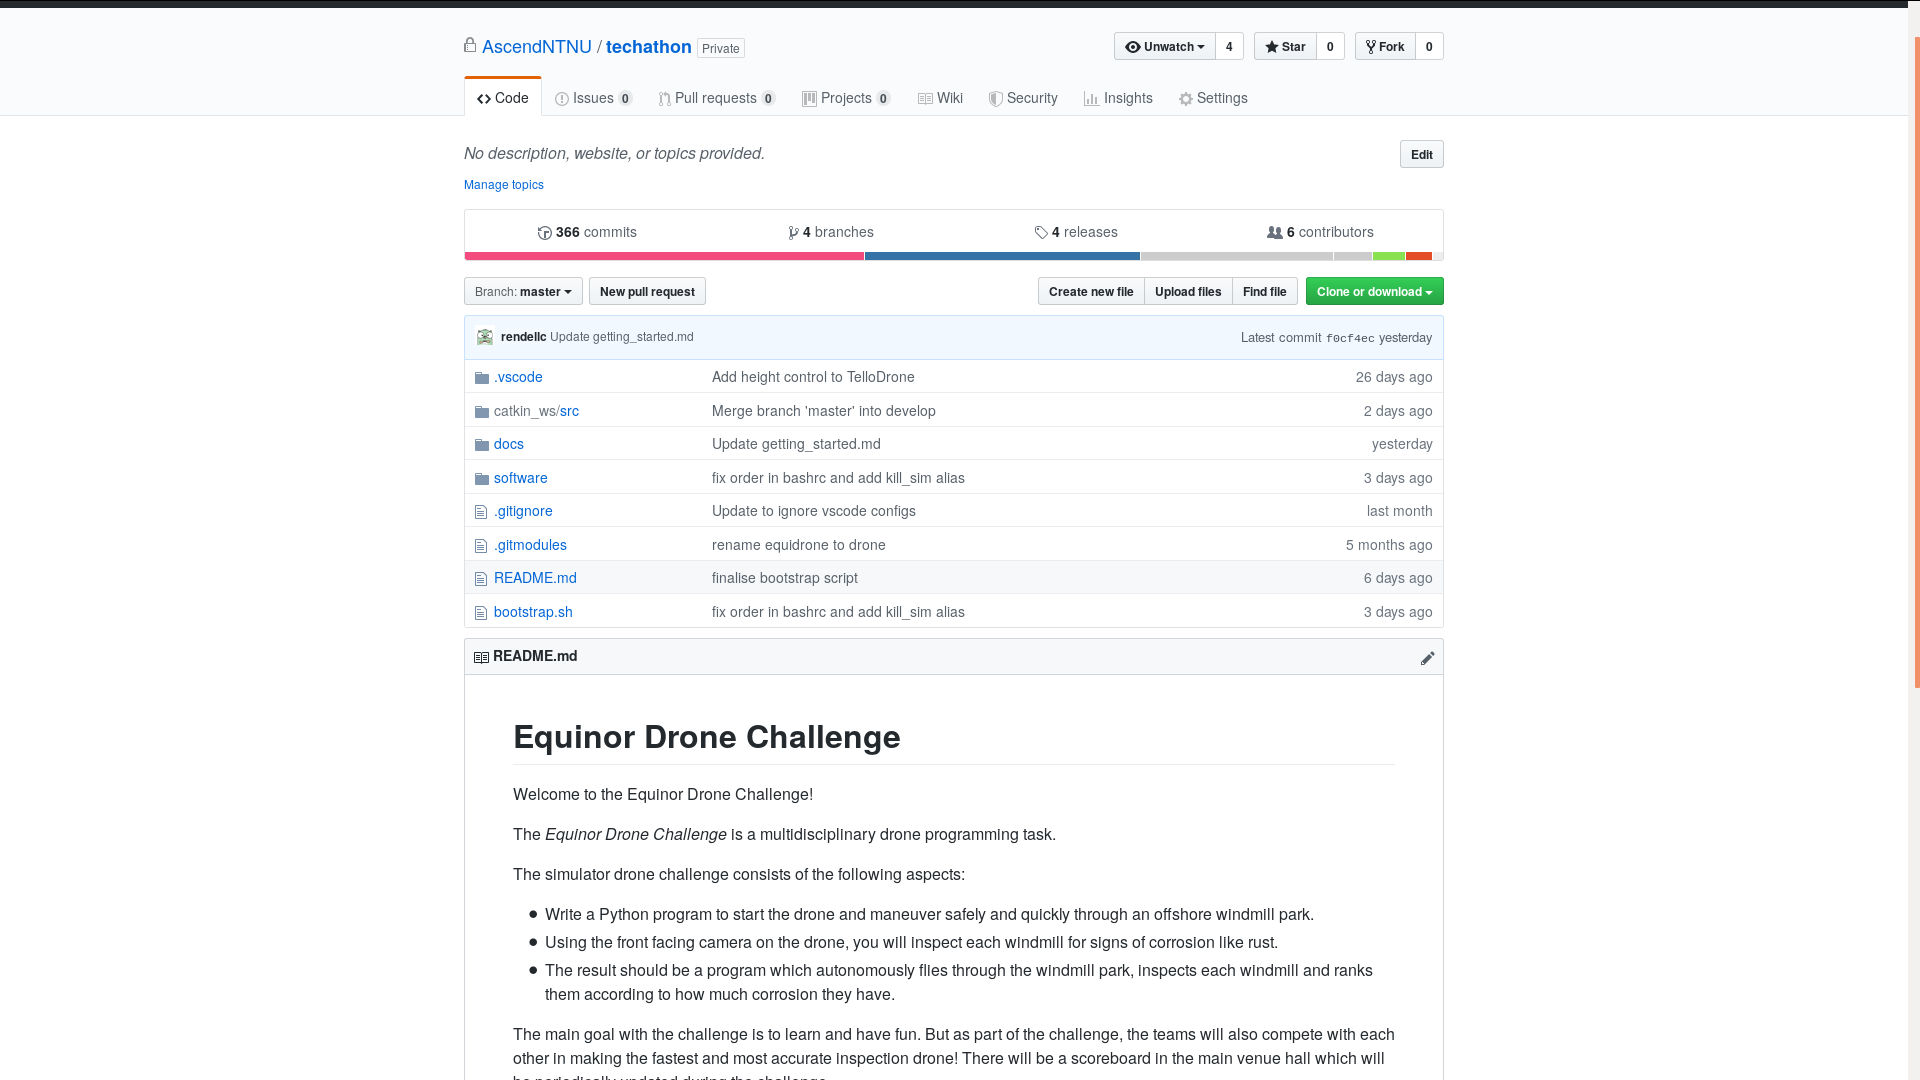 AscendNTNU / techathon Private
Unwatch 4 Star 0 Fork 0
Code Issues 0 Pull requests 0 Projects 0 Wiki Security Insights Settings
No description, website, or topics provided. Edit
Manage topics
366 commits 4 branches 4 releases 6 contributors
Branch: master New pull request Create new file Upload files Find file Clone or download
rendellc Update getting_started.md Latest commit f0cf4ec yesterday
.vscode Add height control to TelloDrone 26 days ago
catkin_ws/src Merge branch 'master' into develop 2 days ago
docs Update getting_started.md yesterday
software fix order in bashrc and add kill_sim alias 3 days ago
.gitignore Update to ignore vscode configs last month
.gitmodules rename equidrone to drone 5 months ago
README.md finalise bootstrap script 6 days ago
bootstrap.sh fix order in bashrc and add kill_sim alias 3 days ago
README.md
Equinor Drone Challenge
Welcome to the Equinor Drone Challenge!
The Equinor Drone Challenge is a multidisciplinary drone programming task.
The simulator drone challenge consists of the following aspects:
● Write a Python program to start the drone and maneuver safely and quickly through an offshore windmill park.
● Using the front facing camera on the drone, you will inspect each windmill for signs of corrosion like rust.
● The result should be a program which autonomously flies through the windmill park, inspects each windmill and ranks
them according to how much corrosion they have.
The main goal with the challenge is to learn and have fun. But as part of the challenge, the teams will also compete with each
other in making the fastest and most accurate inspection drone! There will be a scoreboard in the main venue hall which will
be periodically updated during the challenge.